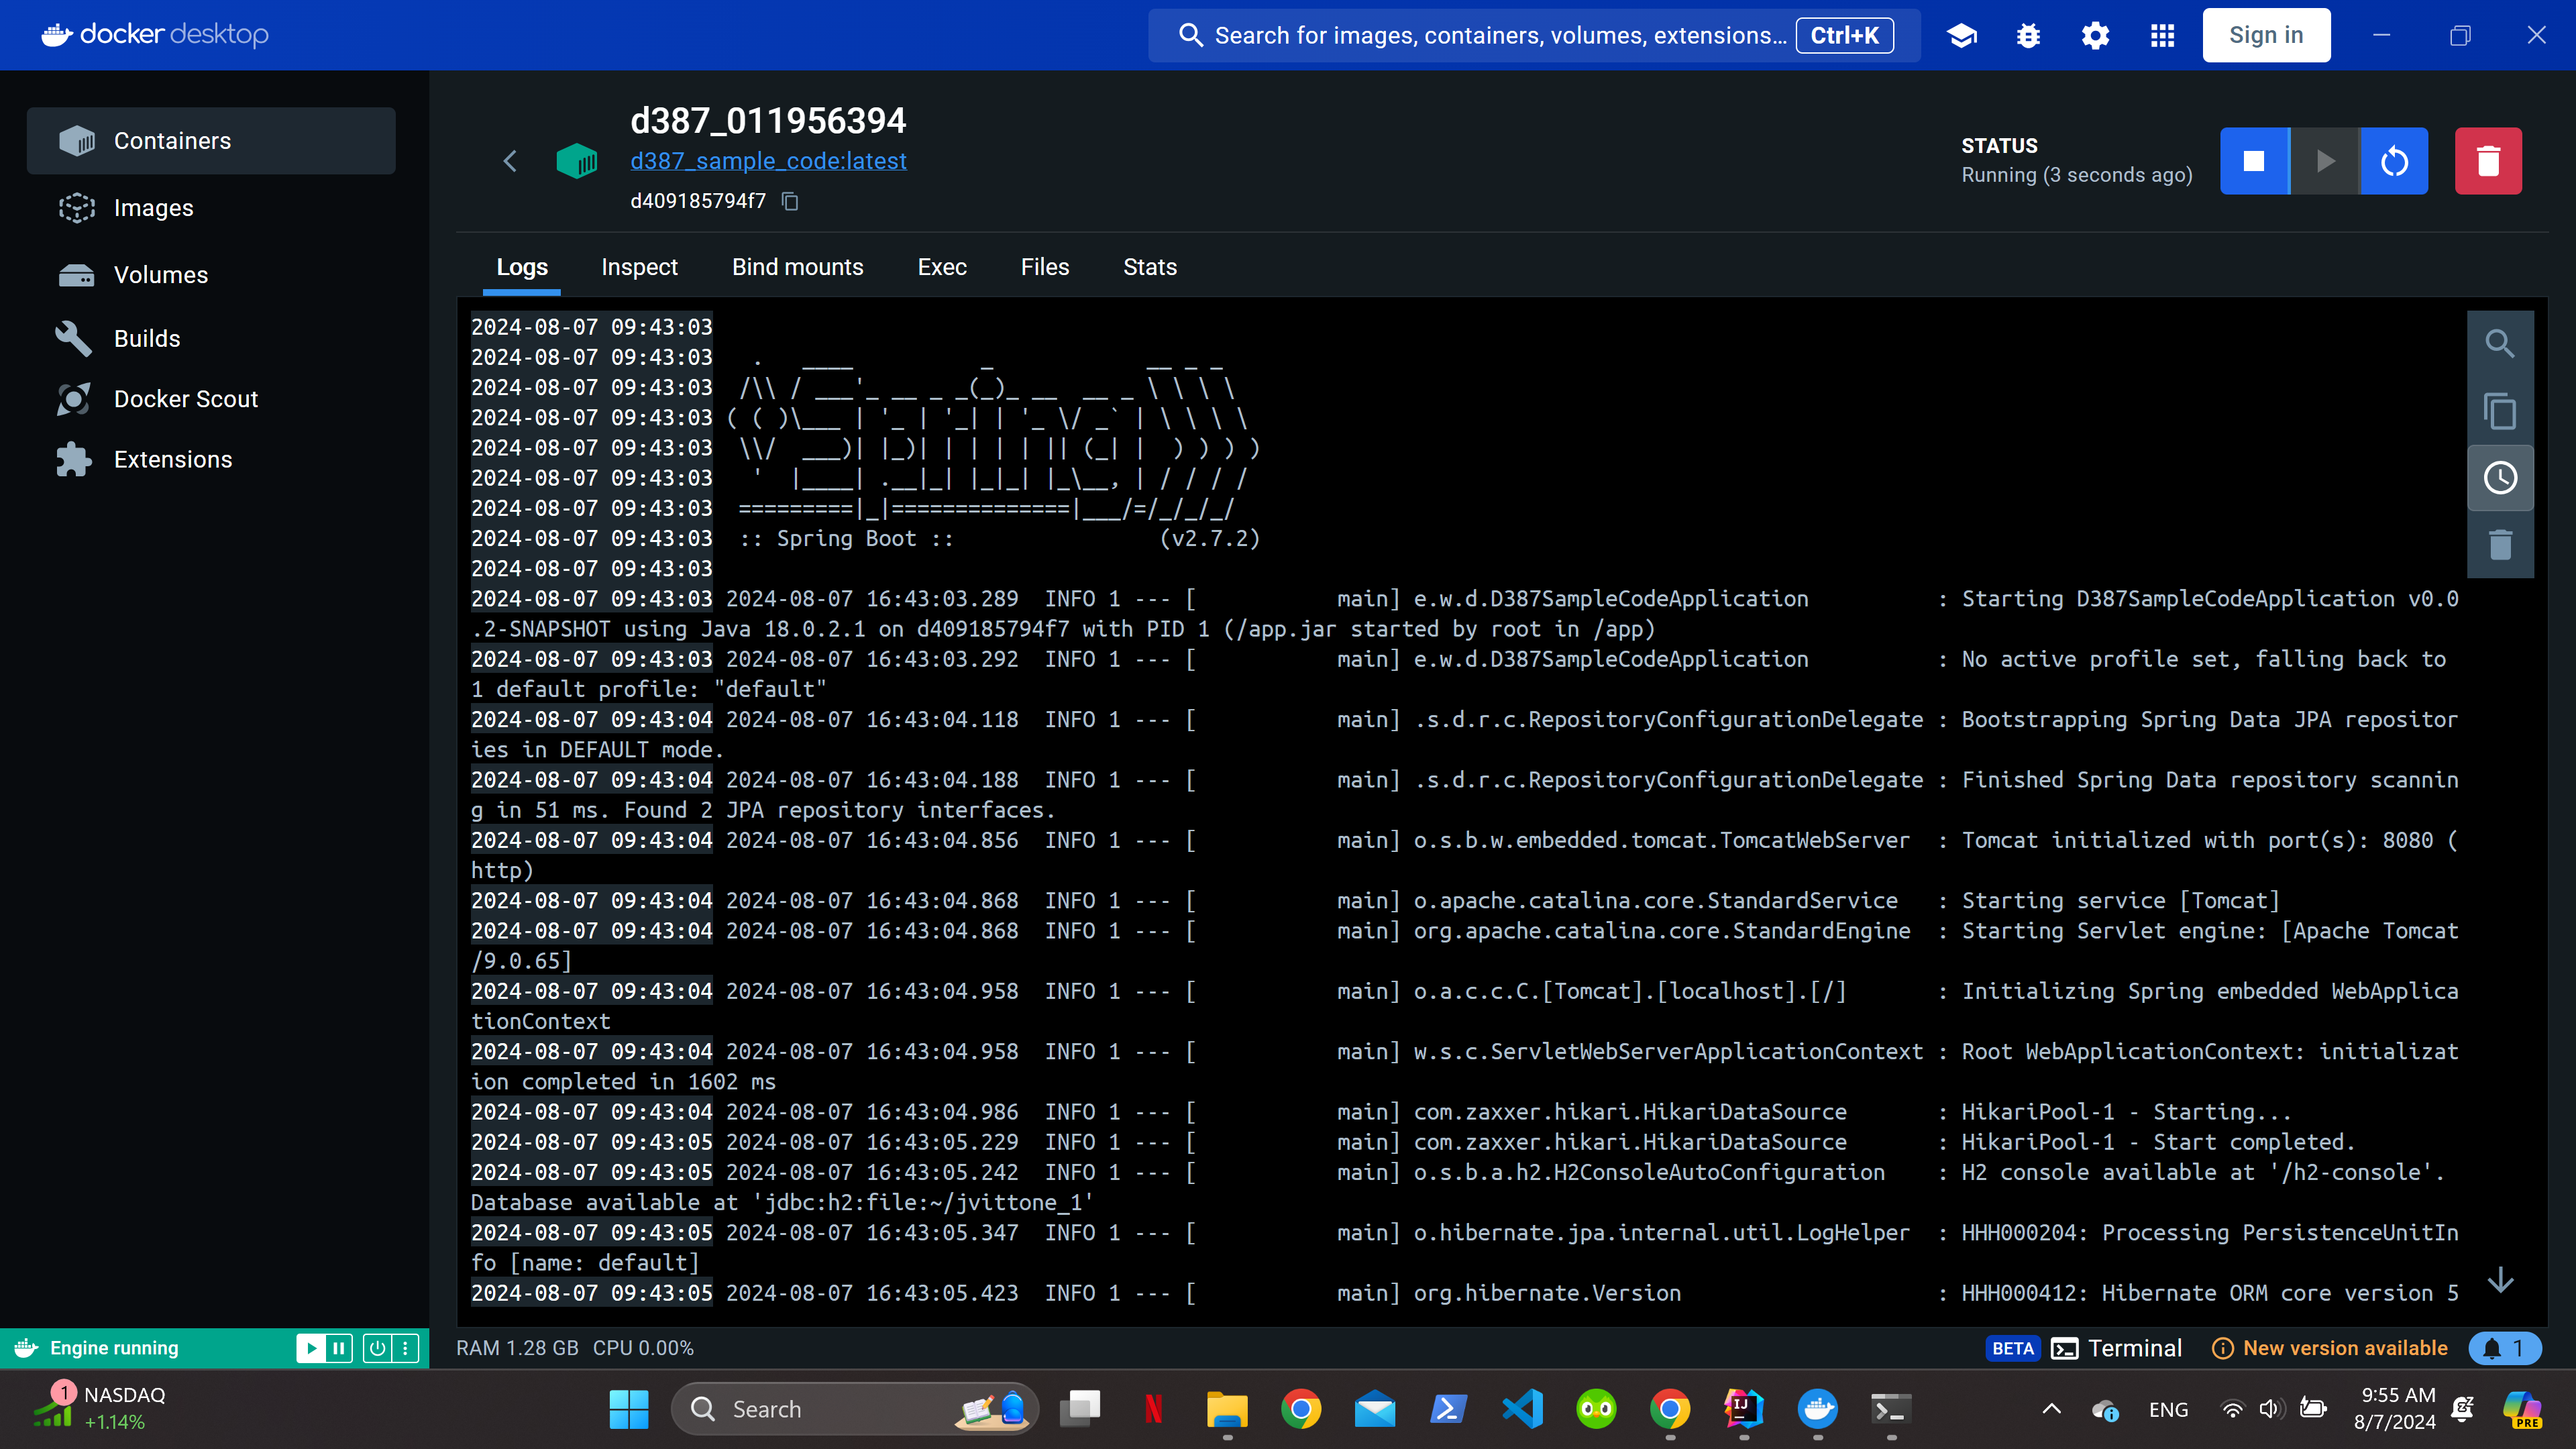 docker desktop
Search for images, containers, volumes, extensions... Ctrl+K
Sign in
Containers
Images
Volumes
Builds
Docker Scout
Extensions
d387_011956394
d387_sample_code:latest
d409185794f7
STATUS
Running (3 seconds ago)
Logs Inspect Bind mounts Exec Files Stats
2024-08-07 09:43:03
2024-08-07 09:43:03   .   ____          _            __ _ _
2024-08-07 09:43:03  /\\ / ___'_ __ _ _(_)_ __  __ _ \ \ \ \
2024-08-07 09:43:03 ( ( )\___ | '_ | '_| | '_ \/ _` | \ \ \ \
2024-08-07 09:43:03  \\/  ___)| |_)| | | | | || (_| |  ) ) ) )
2024-08-07 09:43:03   '  |____| .__|_| |_|_| |_\__, | / / / /
2024-08-07 09:43:03  =========|_|==============|___/=/_/_/_/
2024-08-07 09:43:03  :: Spring Boot ::                (v2.7.2)
2024-08-07 09:43:03
2024-08-07 09:43:03 2024-08-07 16:43:03.289  INFO 1 --- [           main] e.w.d.D387SampleCodeApplication          : Starting D387SampleCodeApplication v0.0
.2-SNAPSHOT using Java 18.0.2.1 on d409185794f7 with PID 1 (/app.jar started by root in /app)
2024-08-07 09:43:03 2024-08-07 16:43:03.292  INFO 1 --- [           main] e.w.d.D387SampleCodeApplication          : No active profile set, falling back to
1 default profile: "default"
2024-08-07 09:43:04 2024-08-07 16:43:04.118  INFO 1 --- [           main] .s.d.r.c.RepositoryConfigurationDelegate : Bootstrapping Spring Data JPA repositor
ies in DEFAULT mode.
2024-08-07 09:43:04 2024-08-07 16:43:04.188  INFO 1 --- [           main] .s.d.r.c.RepositoryConfigurationDelegate : Finished Spring Data repository scannin
g in 51 ms. Found 2 JPA repository interfaces.
2024-08-07 09:43:04 2024-08-07 16:43:04.856  INFO 1 --- [           main] o.s.b.w.embedded.tomcat.TomcatWebServer  : Tomcat initialized with port(s): 8080 (
http)
2024-08-07 09:43:04 2024-08-07 16:43:04.868  INFO 1 --- [           main] o.apache.catalina.core.StandardService   : Starting service [Tomcat]
2024-08-07 09:43:04 2024-08-07 16:43:04.868  INFO 1 --- [           main] org.apache.catalina.core.StandardEngine  : Starting Servlet engine: [Apache Tomcat
/9.0.65]
2024-08-07 09:43:04 2024-08-07 16:43:04.958  INFO 1 --- [           main] o.a.c.c.C.[Tomcat].[localhost].[/]       : Initializing Spring embedded WebApplica
tionContext
2024-08-07 09:43:04 2024-08-07 16:43:04.958  INFO 1 --- [           main] w.s.c.ServletWebServerApplicationContext : Root WebApplicationContext: initializat
ion completed in 1602 ms
2024-08-07 09:43:04 2024-08-07 16:43:04.986  INFO 1 --- [           main] com.zaxxer.hikari.HikariDataSource       : HikariPool-1 - Starting...
2024-08-07 09:43:05 2024-08-07 16:43:05.229  INFO 1 --- [           main] com.zaxxer.hikari.HikariDataSource       : HikariPool-1 - Start completed.
2024-08-07 09:43:05 2024-08-07 16:43:05.242  INFO 1 --- [           main] o.s.b.a.h2.H2ConsoleAutoConfiguration    : H2 console available at '/h2-console'.
Database available at 'jdbc:h2:file:~/jvittone_1'
2024-08-07 09:43:05 2024-08-07 16:43:05.347  INFO 1 --- [           main] o.hibernate.jpa.internal.util.LogHelper  : HHH000204: Processing PersistenceUnitIn
fo [name: default]
2024-08-07 09:43:05 2024-08-07 16:43:05.423  INFO 1 --- [           main] org.hibernate.Version                    : HHH000412: Hibernate ORM core version 5
Engine running
RAM 1.28 GB CPU 0.00%
BETA Terminal
New version available
1
1 NASDAQ
+1.14%
Search
N
IJ
ENG
9:55 AM
8/7/2024
PRE